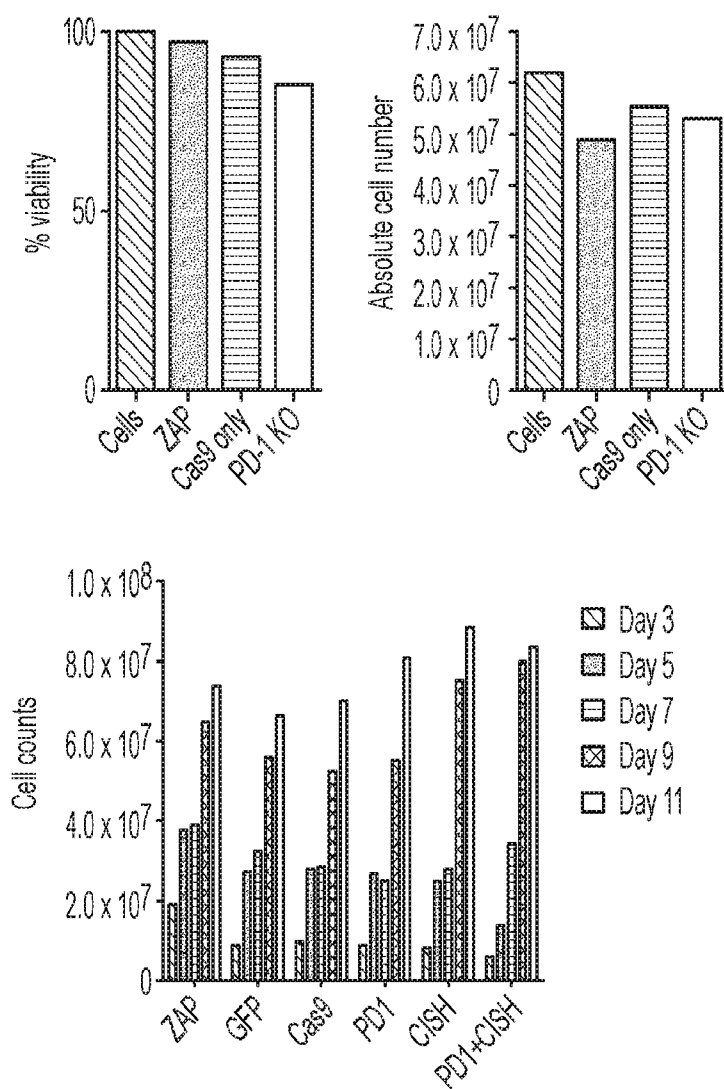 % viability
100
50
0
Cells
ZAP
Cas9 only
PD-1 KO
Absolute cell number
7.0 x 10^7
6.0 x 10^7
5.0 x 10^7
4.0 x 10^7
3.0 x 10^7
2.0 x 10^7
1.0 x 10^7
0
Cells
ZAP
Cas9 only
PD-1 KO
Cell counts
1.0 x 10^8
8.0 x 10^7
6.0 x 10^7
4.0 x 10^7
2.0 x 10^7
0
ZAP
GFP
Cas9
PD1
CISH
PD1+CISH
Day 3
Day 5
Day 7
Day 9
Day 11